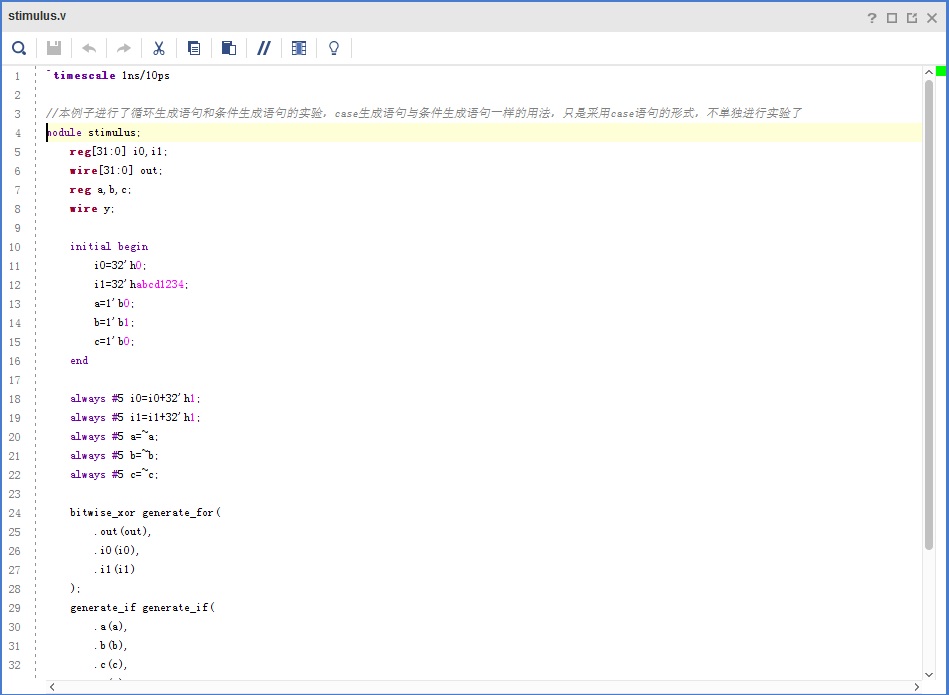 stimulus.v
1 `timescale 1ns/10ps
2
3 //本例子进行了循环生成语句和条件生成语句的实验，case生成语句与条件生成语句一样的用法，只是采用case语句的形式，不单独进行实验了
4 module stimulus;
5 reg[31:0] i0,i1;
6 wire[31:0] out;
7 reg a,b,c;
8 wire y;
9
10 initial begin
11 i0=32'h0;
12 i1=32'habcd1234;
13 a=1'b0;
14 b=1'b1;
15 c=1'b0;
16 end
17
18 always #5 i0=i0+32'h1;
19 always #5 i1=i1+32'h1;
20 always #5 a=~a;
21 always #5 b=~b;
22 always #5 c=~c;
23
24 bitwise_xor generate_for(
25 .out(out),
26 .i0(i0),
27 .i1(i1)
28 );
29 generate_if generate_if(
30 .a(a),
31 .b(b),
32 .c(c),